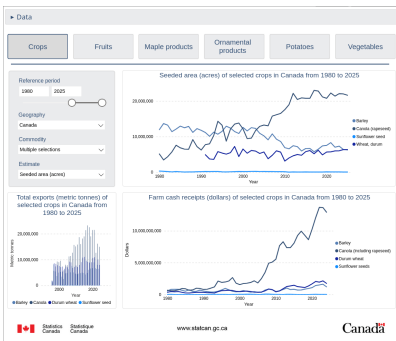 ▸ Data
Crops
Fruits
Maple products
Ornamental
products
Potatoes
Vegetables
Reference period
1980
2025
Geography
Canada
Commodity
Multiple selections
Estimate
Seeded area (acres)
Seeded area (acres) of selected crops in Canada from 1980 to 2025
20,000,000
10,000,000
0
1980
1990
2000
2010
2020
Year
Barley
Canola (rapeseed)
Sunflower seed
Wheat, durum
Total exports (metric tonnes) of
selected crops in Canada from
1980 to 2025
Metric tonnes
20,000,000
10,000,000
0
2000
2020
Year
Barley
Canola
Durum wheat
Sunflower seed
Farm cash receipts (dollars) of selected crops in Canada from 1980 to 2025
Dollars
10,000,000,000
5,000,000,000
0
1980
1990
2000
2010
2020
Year
Barley
Canola (including rapeseed)
Durum wheat
Sunflower seeds
Statistics
Canada
Statistique
Canada
www.statcan.gc.ca
Canada